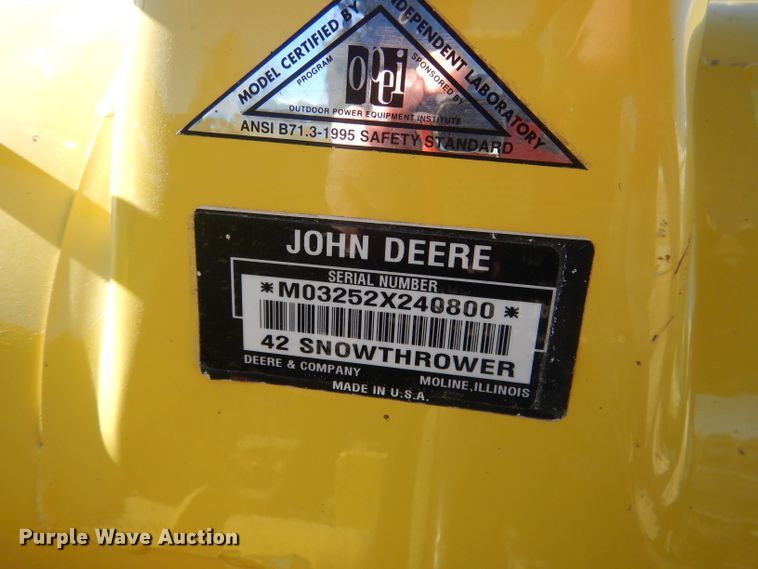 MODEL CERTIFIED BY INDEPENDENT LABORATORY
PROGRAM opei SPONSORED BY
OUTDOOR POWER EQUIPMENT INSTITUTE
ANSI B71.3-1995 SAFETY STANDARD
JOHN DEERE
SERIAL NUMBER
*M03252X240800*
42 SNOWTHROWER
DEERE & COMPANY MOLINE, ILLINOIS
MADE IN U.S.A.
Purple Wave Auction